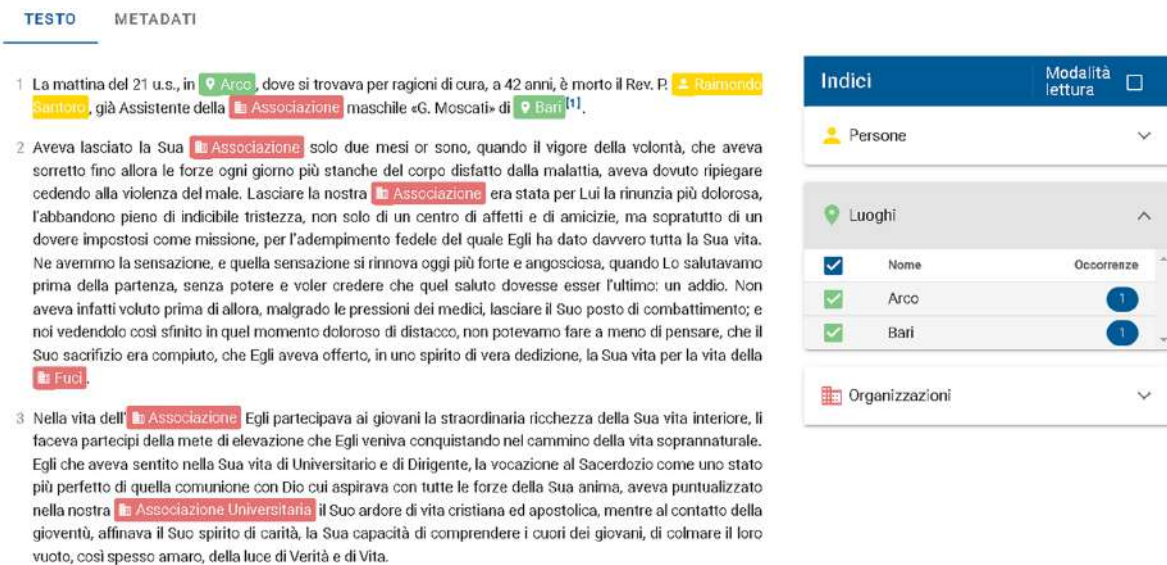 TESTO METADATI
1 La mattina del 21 u.s., in Arco, dove si trovava per ragioni di cura, a 42 anni, è morto il Rev. P. Raimondo
Santoro, già Assistente della Associazione maschile «G. Moscati» di Bari [1].
2 Aveva lasciato la Sua Associazione solo due mesi or sono, quando il vigore della volontà, che aveva
sorretto fino allora le forze ogni giorno più stanche del corpo disfatto dalla malattia, aveva dovuto ripiegare
cedendo alla violenza del male. Lasciare la nostra Associazione era stata per Lui la rinunzia più dolorosa,
l'abbandono pieno di indicibile tristezza, non solo di un centro di affetti e di amicizie, ma sopratutto di un
dovere impostosi come missione, per l'adempimento fedele del quale Egli ha dato davvero tutta la Sua vita.
Ne avemmo la sensazione, e quella sensazione si rinnova oggi più forte e angosciosa, quando Lo salutavamo
prima della partenza, senza potere e voler credere che quel saluto dovesse esser l'ultimo: un addio. Non
aveva infatti voluto prima di allora, malgrado le pressioni dei medici, lasciare il Suo posto di combattimento; e
noi vedendolo così sfinito in quel momento doloroso di distacco, non potevamo fare a meno di pensare, che il
Suo sacrifizio era compiuto, che Egli aveva offerto, in uno spirito di vera dedizione, la Sua vita per la vita della
Fuci.
3 Nella vita dell'Associazione Egli partecipava ai giovani la straordinaria ricchezza della Sua vita interiore, li
faceva partecipi della mete di elevazione che Egli veniva conquistando nel cammino della vita soprannaturale.
Egli che aveva sentito nella Sua vita di Universitario e di Dirigente, la vocazione al Sacerdozio come uno stato
più perfetto di quella comunione con Dio cui aspirava con tutte le forze della Sua anima, aveva puntualizzato
nella nostra Associazione Universitaria il Suo ardore di vita cristiana ed apostolica, mentre al contatto della
gioventù, affinava il Suo spirito di carità, la Sua capacità di comprendere i cuori dei giovani, di colmare il loro
vuoto, così spesso amaro, della luce di Verità e di Vita.
Indici Modalità
lettura
Persone
Luoghi
Nome Occorrenze
Arco 1
Bari 1
Organizzazioni